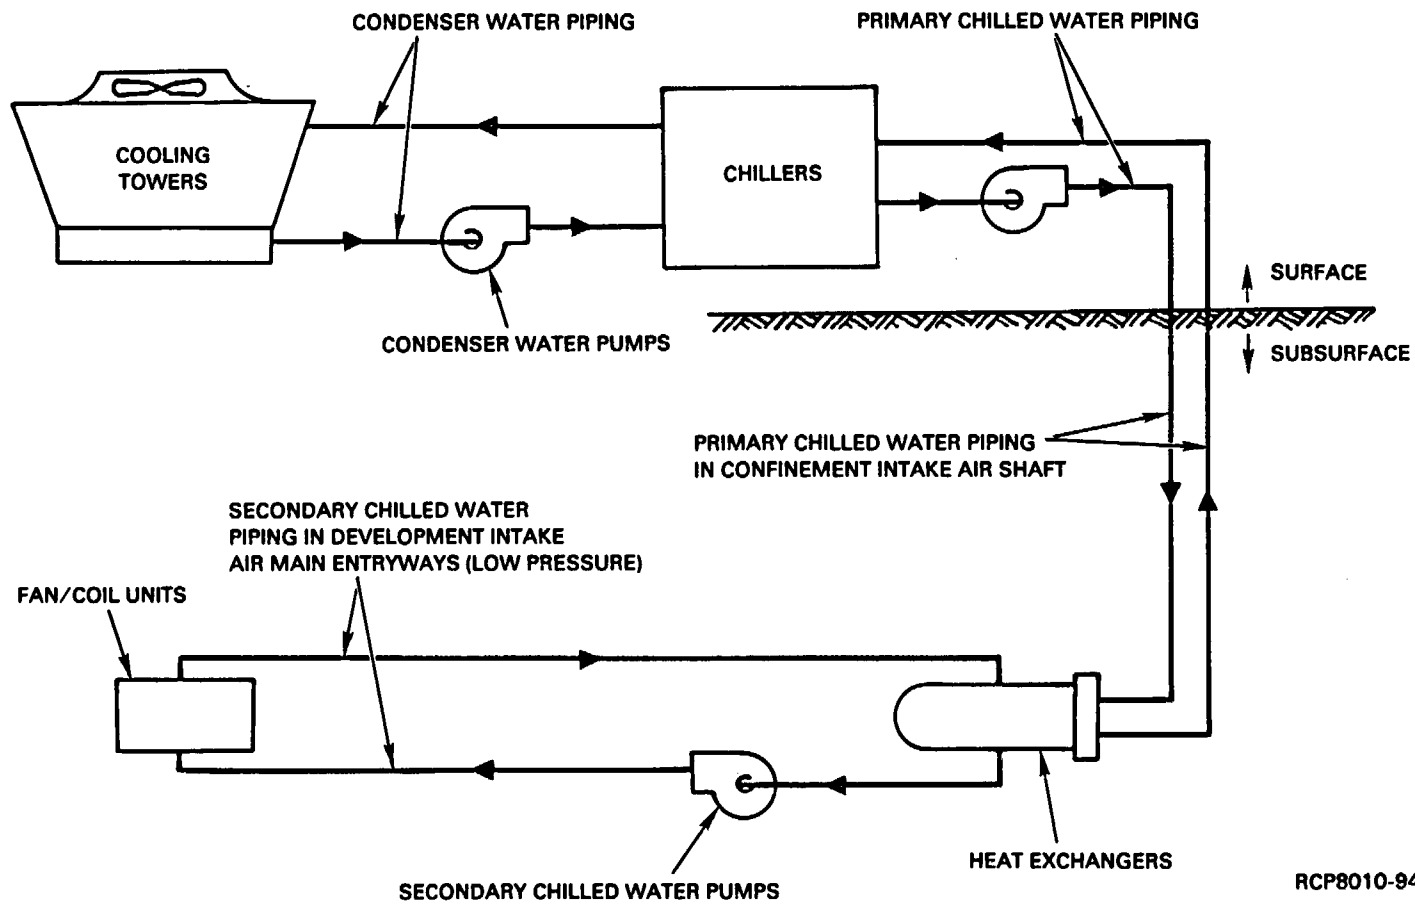 CONDENSER WATER PIPING
PRIMARY CHILLED WATER PIPING
COOLING
TOWERS
CHILLERS
SURFACE
CONDENSER WATER PUMPS
SUBSURFACE
PRIMARY CHILLED WATER PIPING
IN CONFINEMENT INTAKE AIR SHAFT
SECONDARY CHILLED WATER
PIPING IN DEVELOPMENT INTAKE
AIR MAIN ENTRYWAYS (LOW PRESSURE)
FAN/COIL UNITS
HEAT EXCHANGERS
SECONDARY CHILLED WATER PUMPS
RCP8010-94